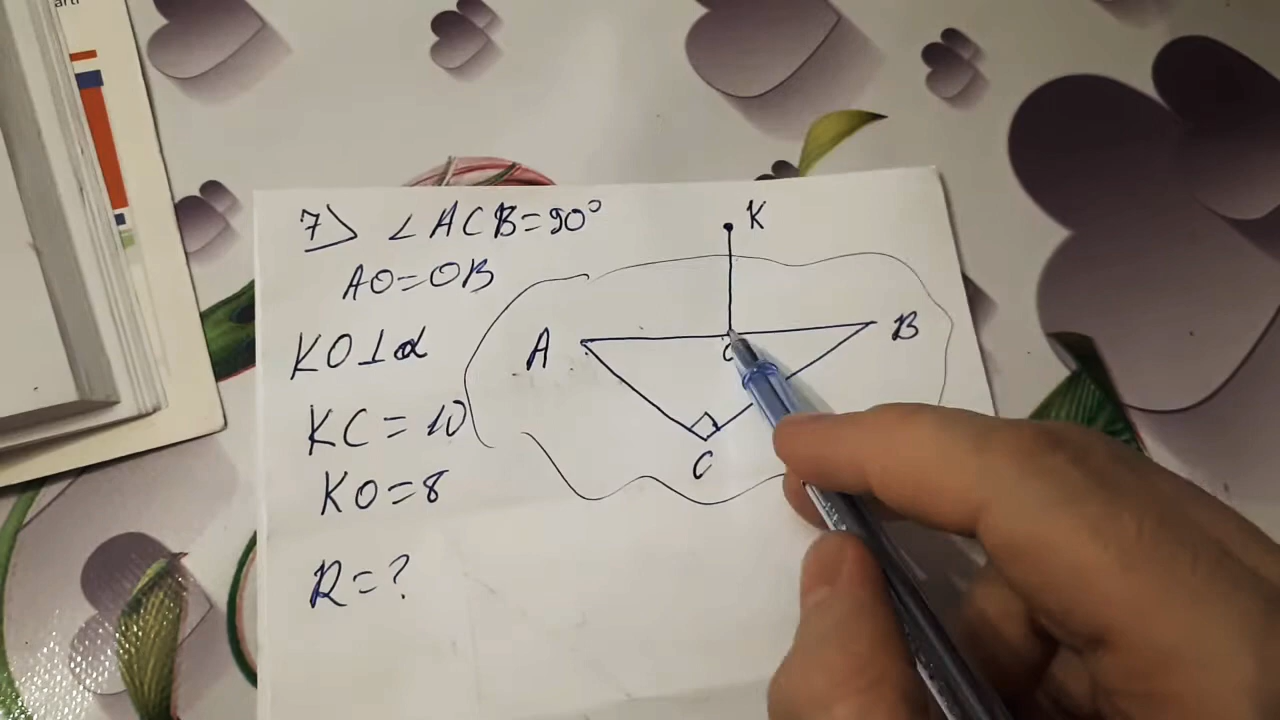 7) ∠ACB=90°
AO=OB
KO⊥α
KC=10
KO=8
R=?
K
A
B
C